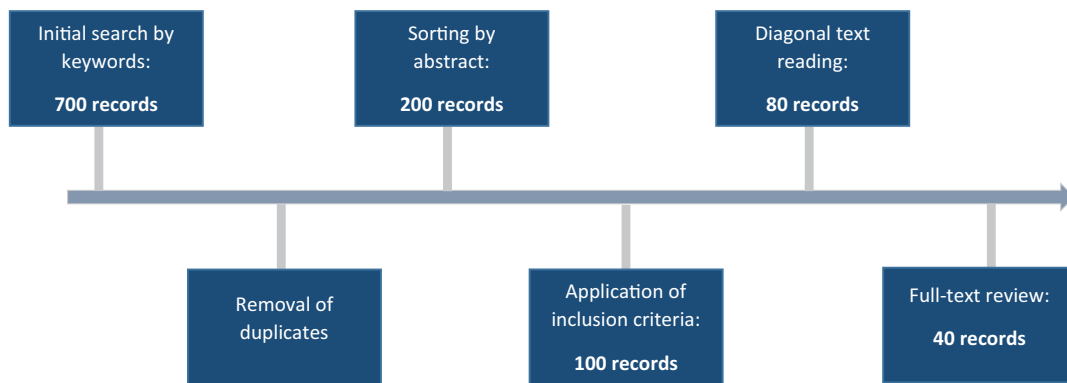 Initial search by
keywords:
700 records
Sorting by
abstract:
200 records
Diagonal text
reading:
80 records
Removal of
duplicates
Application of
inclusion criteria:
100 records
Full-text review:
40 records